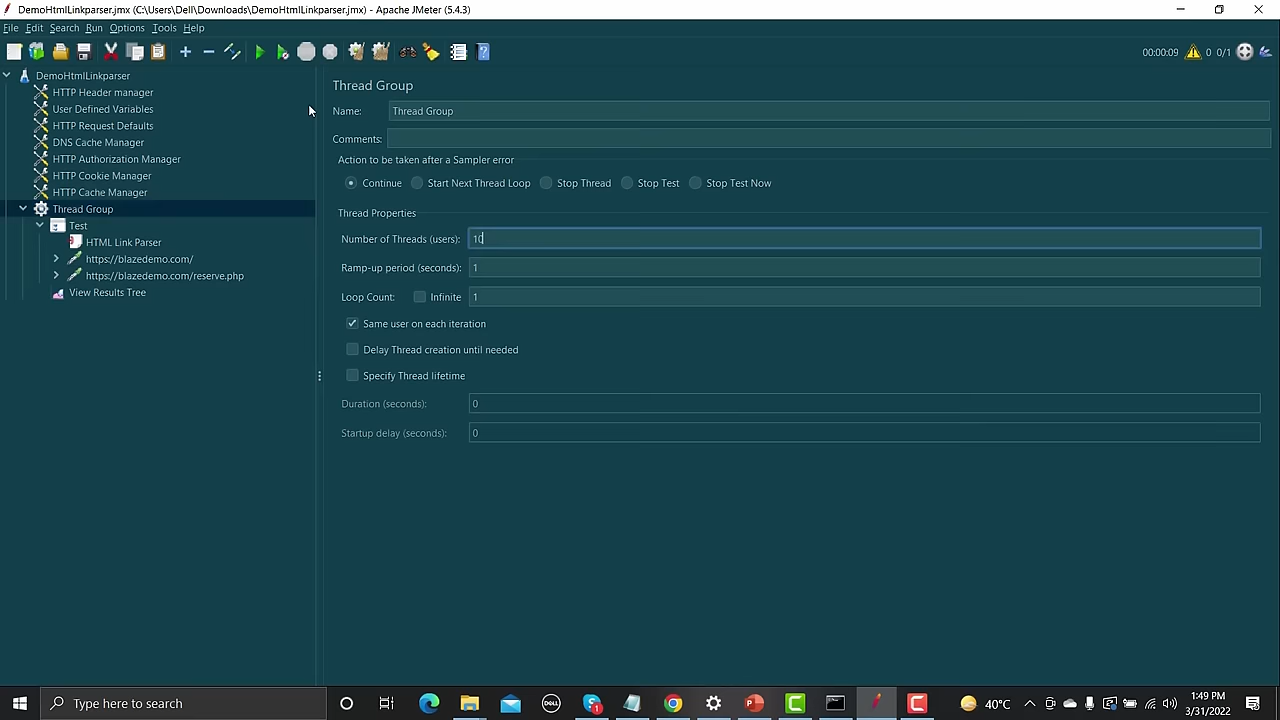 DemoHtmlLinkparser.jmx (C:\Users\Dell\Downloads\DemoHtmlLinkparser.jmx) - Apache JMeter (5.4.3)
File Edit Search Run Options Tools Help
00:00:09 0 0/1
DemoHtmlLinkparser
HTTP Header manager
User Defined Variables
HTTP Request Defaults
DNS Cache Manager
HTTP Authorization Manager
HTTP Cookie Manager
HTTP Cache Manager
Thread Group
Test
HTML Link Parser
https://blazedemo.com/
https://blazedemo.com/reserve.php
View Results Tree
Thread Group
Name: Thread Group
Comments:
Action to be taken after a Sampler error
Continue Start Next Thread Loop Stop Thread Stop Test Stop Test Now
Thread Properties
Number of Threads (users): 10
Ramp-up period (seconds): 1
Loop Count: Infinite 1
Same user on each iteration
Delay Thread creation until needed
Specify Thread lifetime
Duration (seconds): 0
Startup delay (seconds): 0
Type here to search
DELL
1
40°C
1:49 PM
3/31/2022